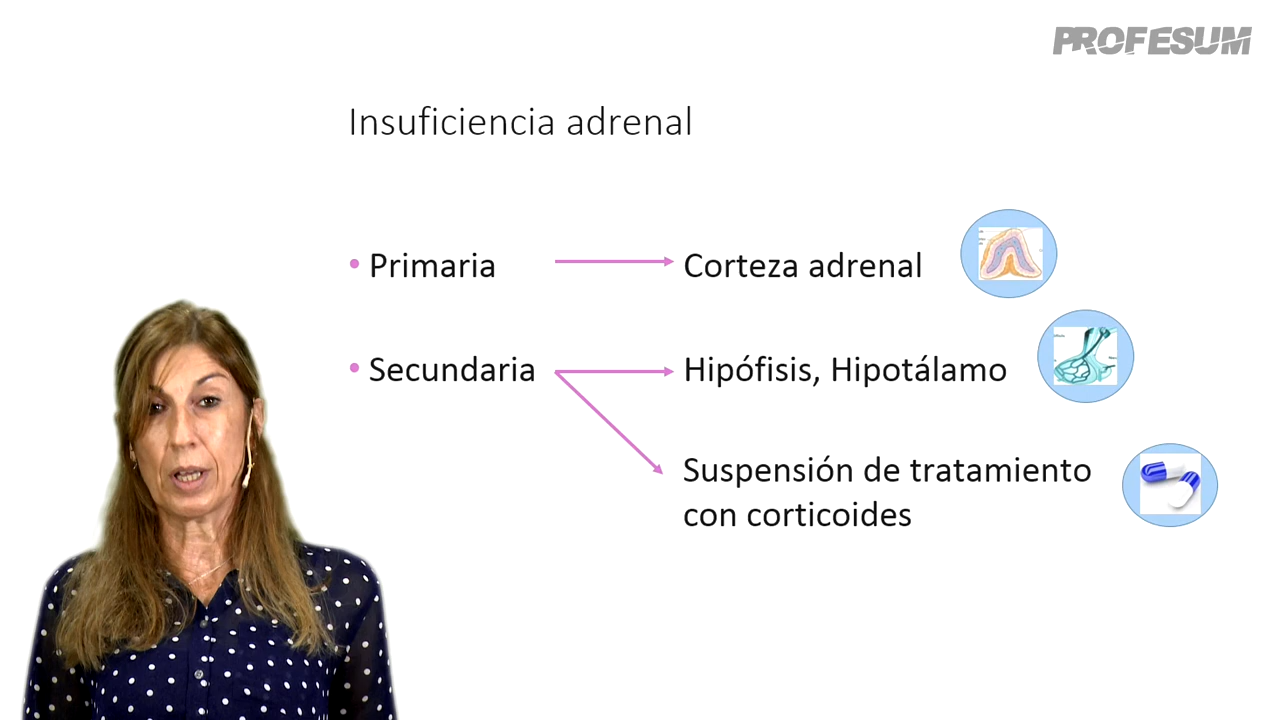 PROFESUM
Insuficiencia adrenal
• Primaria
Corteza adrenal
• Secundaria
Hipófisis, Hipotálamo
Suspensión de tratamiento
con corticoides